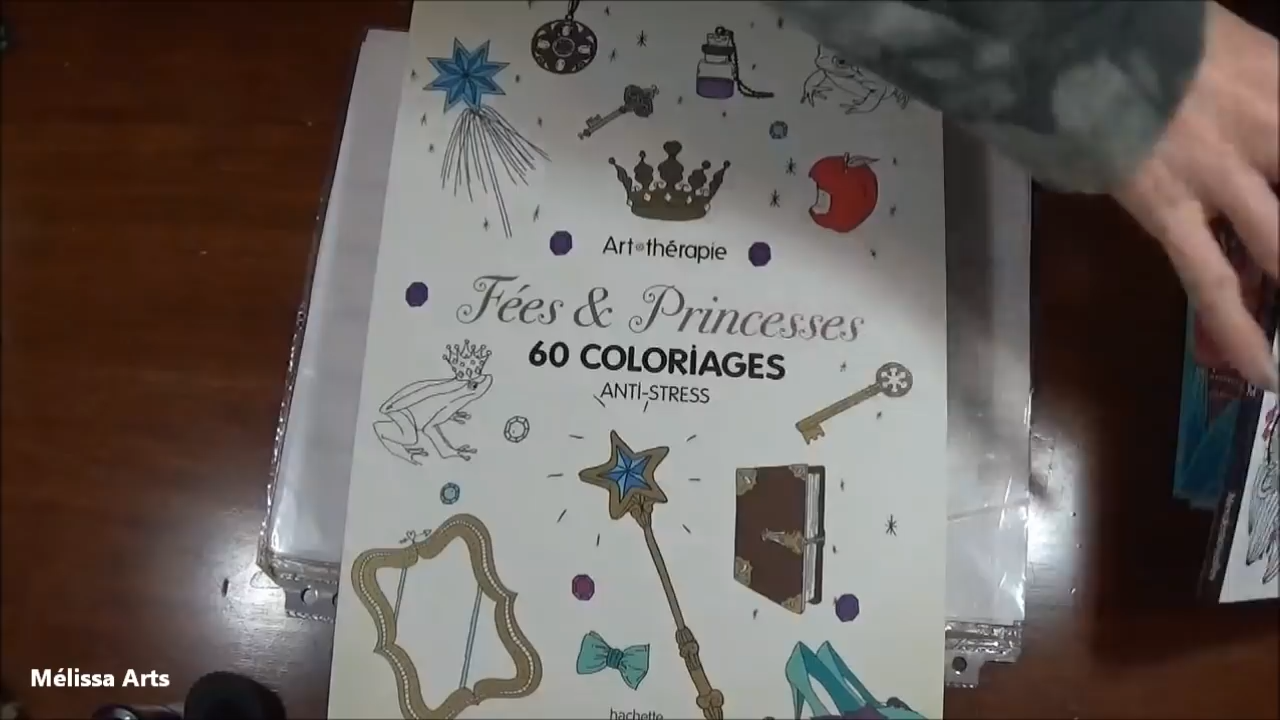 Art-thérapie
Fées & Princesses
60 COLORIAGES
ANTI-STRESS
hachette
Mélissa Arts